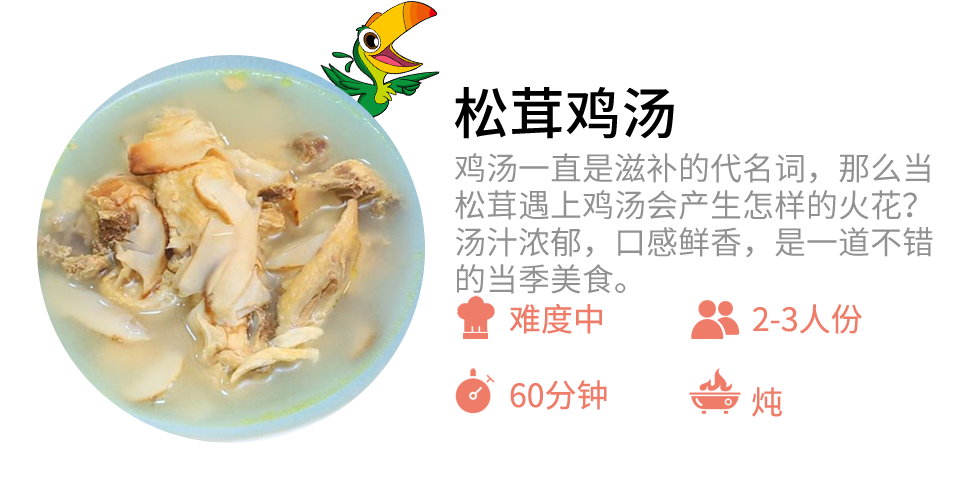 松茸鸡汤
鸡汤一直是滋补的代名词，那么当
松茸遇上鸡汤会产生怎样的火花？
汤汁浓郁，口感鲜香，是一道不错
的当季美食。
难度中
2-3人份
60分钟
炖